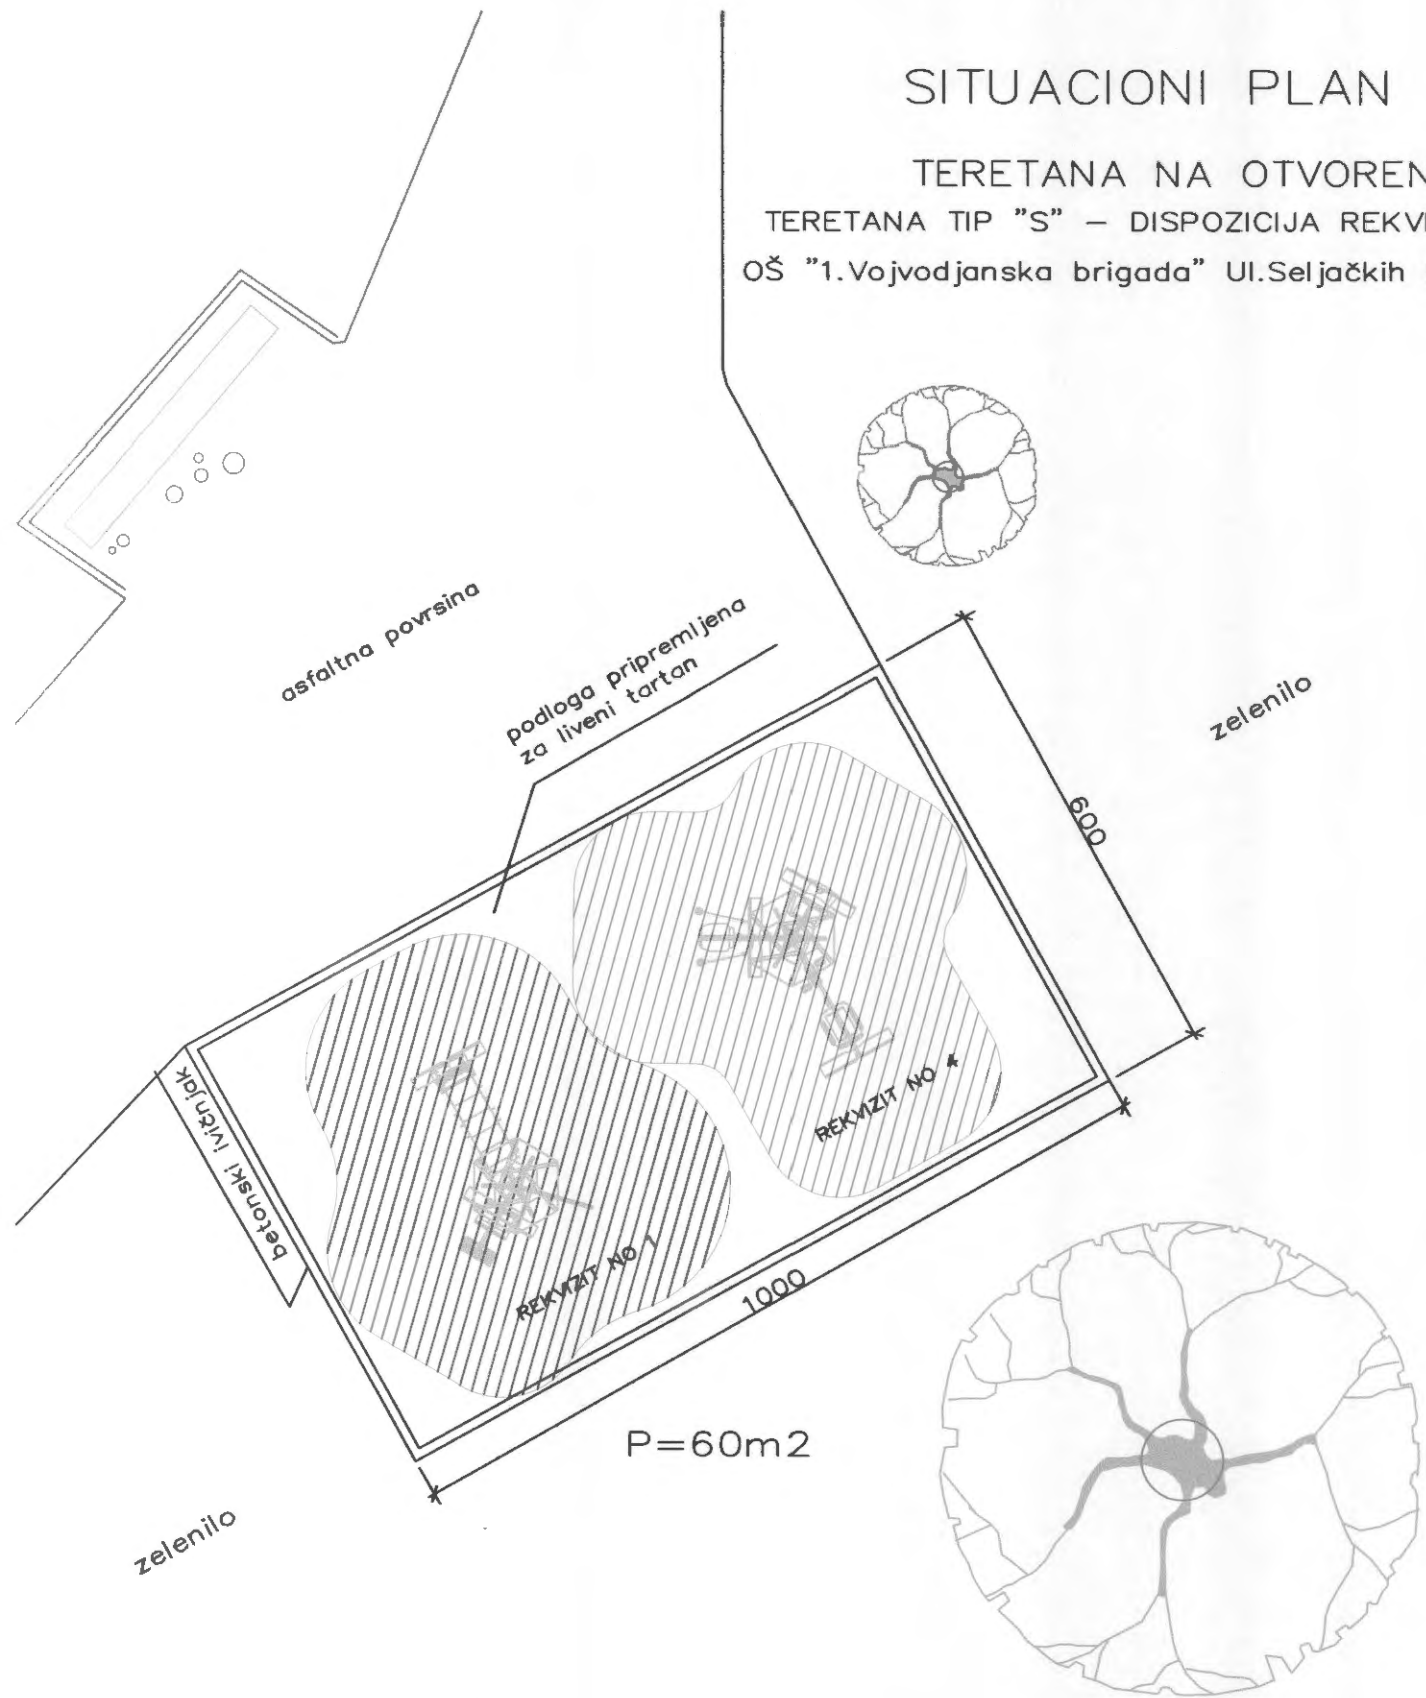 SITUACIONI PLAN
TERETANA NA OTVOREN
TERETANA TIP ”S” – DISPOZICIJA REKV
OŠ ”1.Vojvodjanska brigada” Ul.Seljačkih
asfaltna povrsina
podloga pripremljena
za liveni tartan
zelenilo
600
REKVIZIT NO 4
betonski ivičnjak
REKVIZIT NO 1
1000
P=60m2
zelenilo